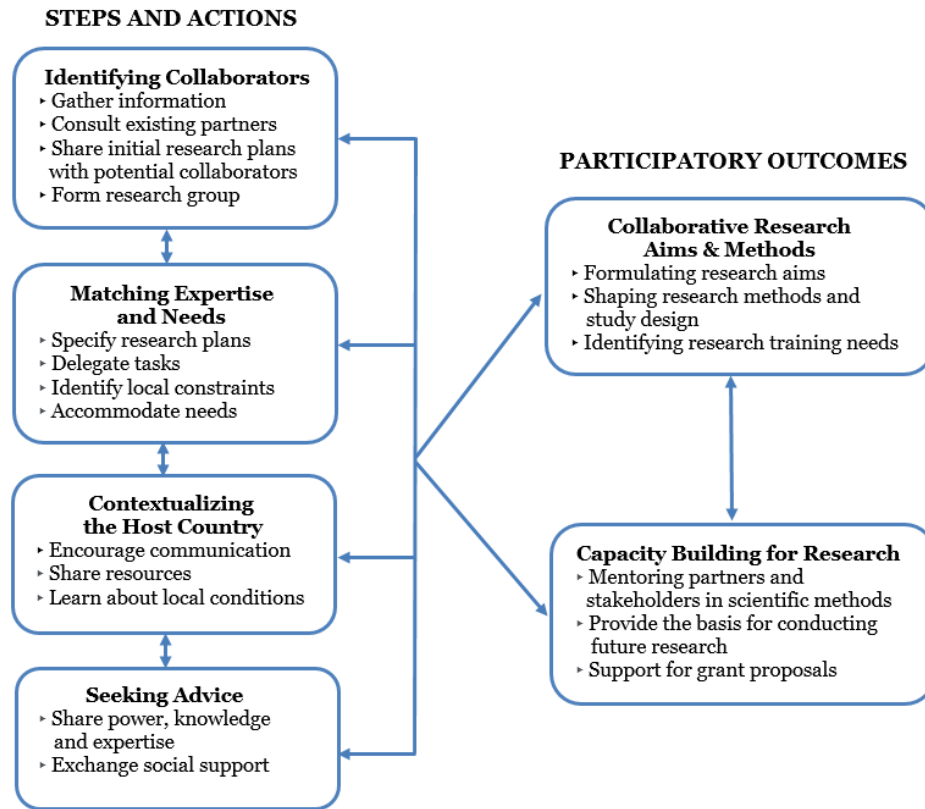 STEPS AND ACTIONS
Identifying Collaborators
‣ Gather information
‣ Consult existing partners
‣ Share initial research plans
with potential collaborators
‣ Form research group
Matching Expertise
and Needs
‣ Specify research plans
‣ Delegate tasks
‣ Identify local constraints
‣ Accommodate needs
Contextualizing
the Host Country
‣ Encourage communication
‣ Share resources
‣ Learn about local conditions
Seeking Advice
‣ Share power, knowledge
and expertise
‣ Exchange social support
PARTICIPATORY OUTCOMES
Collaborative Research
Aims & Methods
‣ Formulating research aims
‣ Shaping research methods and
study design
‣ Identifying research training needs
Capacity Building for Research
‣ Mentoring partners and
stakeholders in scientific methods
‣ Provide the basis for conducting
future research
‣ Support for grant proposals